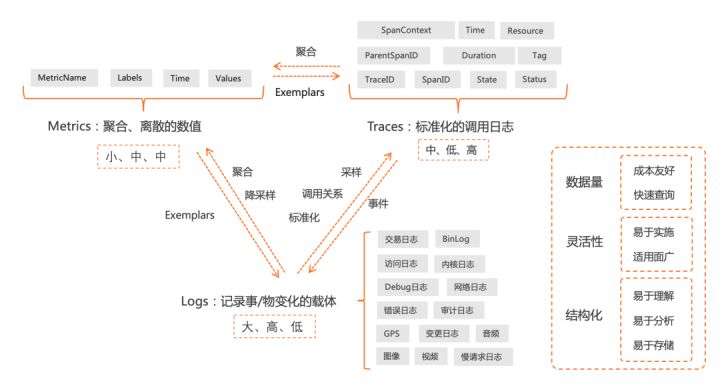 SpanContext Time Resource
聚合
ParentSpanID Duration Tag
MetricName Labels Time Values
Exemplars
TraceID SpanID State Status
Metrics：聚合、离散的数值
Traces：标准化的调用日志
小、中、中
中、低、高
聚合
降采样
Exemplars
采样
调用关系
标准化
事件
Logs：记录事/物变化的载体
大、高、低
交易日志 BinLog
访问日志 内核日志
Debug日志 网络日志
错误日志 审计日志
GPS 变更日志 音频
图像 视频 慢请求日志
数据量
成本友好
快速查询
灵活性
易于实施
适用面广
结构化
易于理解
易于分析
易于存储